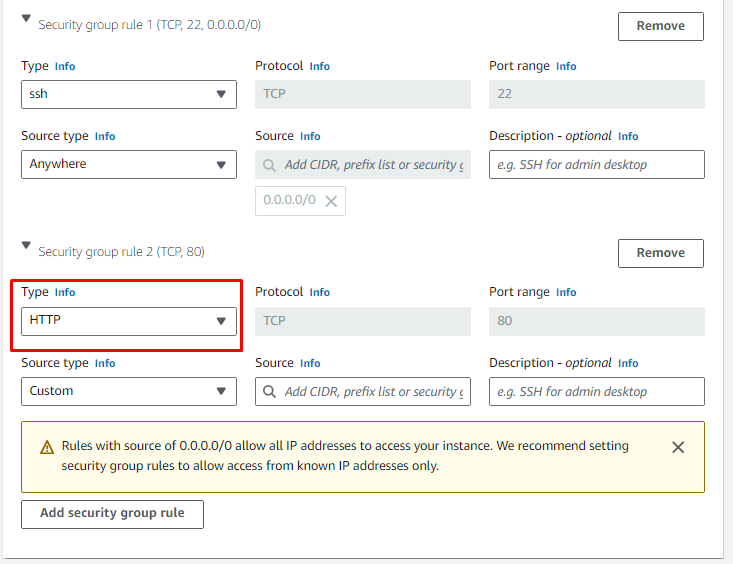 Security group rule 1 (TCP, 22, 0.0.0.0/0)
Remove
Type Info
Protocol Info
Port range Info
ssh
TCP
22
Source type Info
Source Info
Description - optional Info
Anywhere
Add CIDR, prefix list or security g
e.g. SSH for admin desktop
0.0.0.0/0
Security group rule 2 (TCP, 80)
Remove
Type Info
Protocol Info
Port range Info
HTTP
TCP
80
Source type Info
Source Info
Description - optional Info
Custom
Add CIDR, prefix list or security g
e.g. SSH for admin desktop
Rules with source of 0.0.0.0/0 allow all IP addresses to access your instance. We recommend setting
security group rules to allow access from known IP addresses only.
Add security group rule